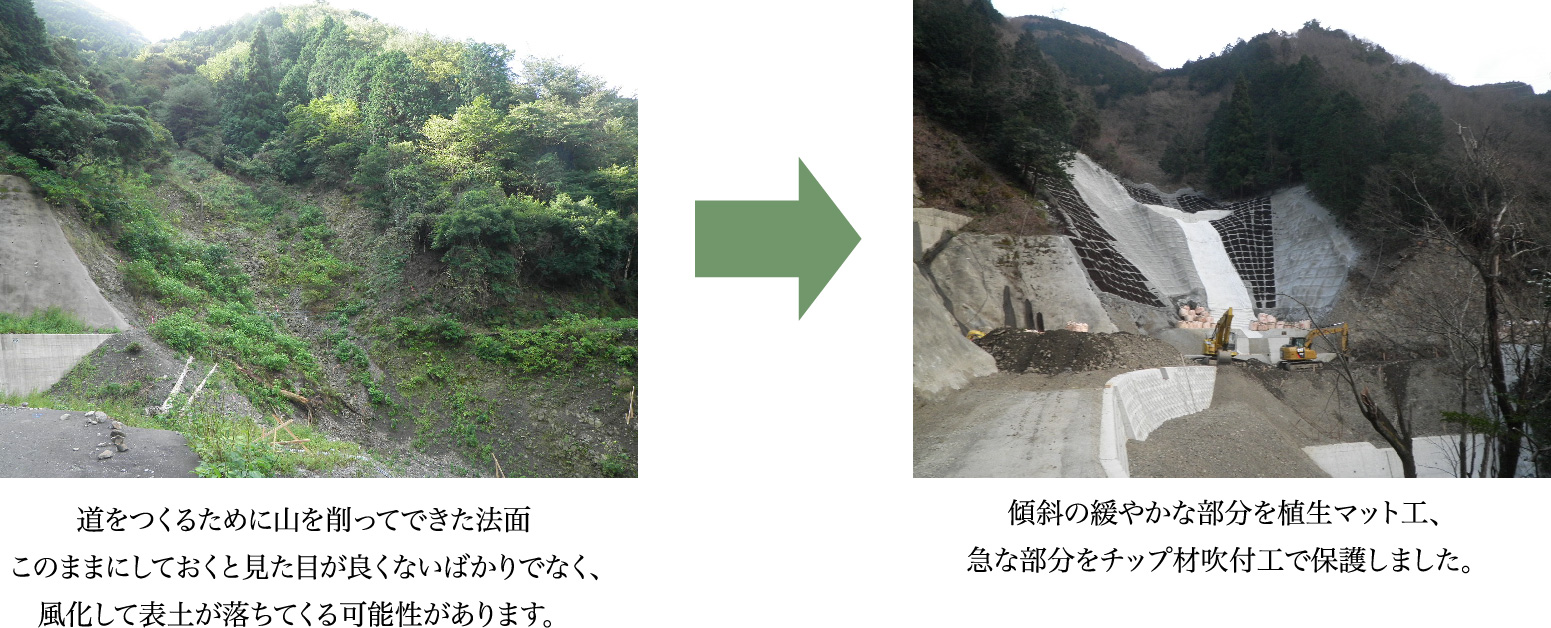 道をつくるために山を削ってできた法面
このままにしておくと見た目が良くないばかりでなく、
風化して表土が落ちてくる可能性があります。
傾斜の緩やかな部分を植生マット工、
急な部分をチップ材吹付工で保護しました。